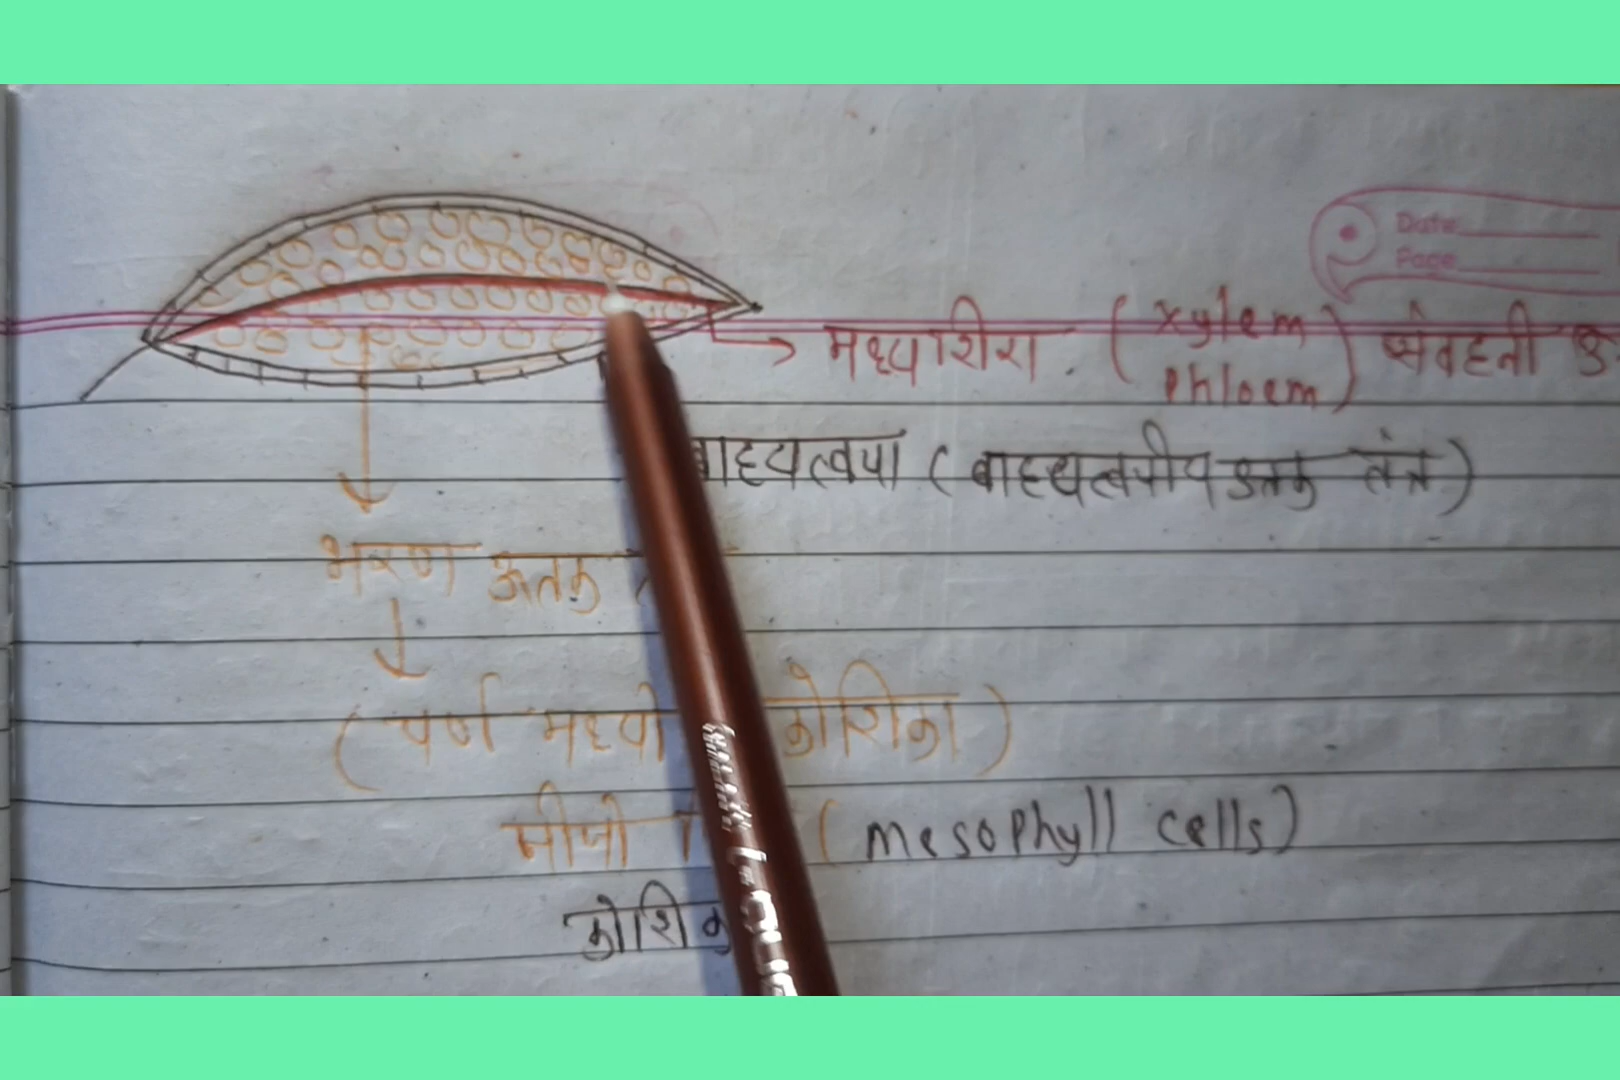 Date
Page
मध्यशिरा ( xylem phloem ) संवहनी
बाह्यत्वचा ( बाह्यत्वचीय ऊतक तंत्र )
भरण ऊतक
( पर्ण मध्यो कोशिका )
मीजो ( mesophyll cells )